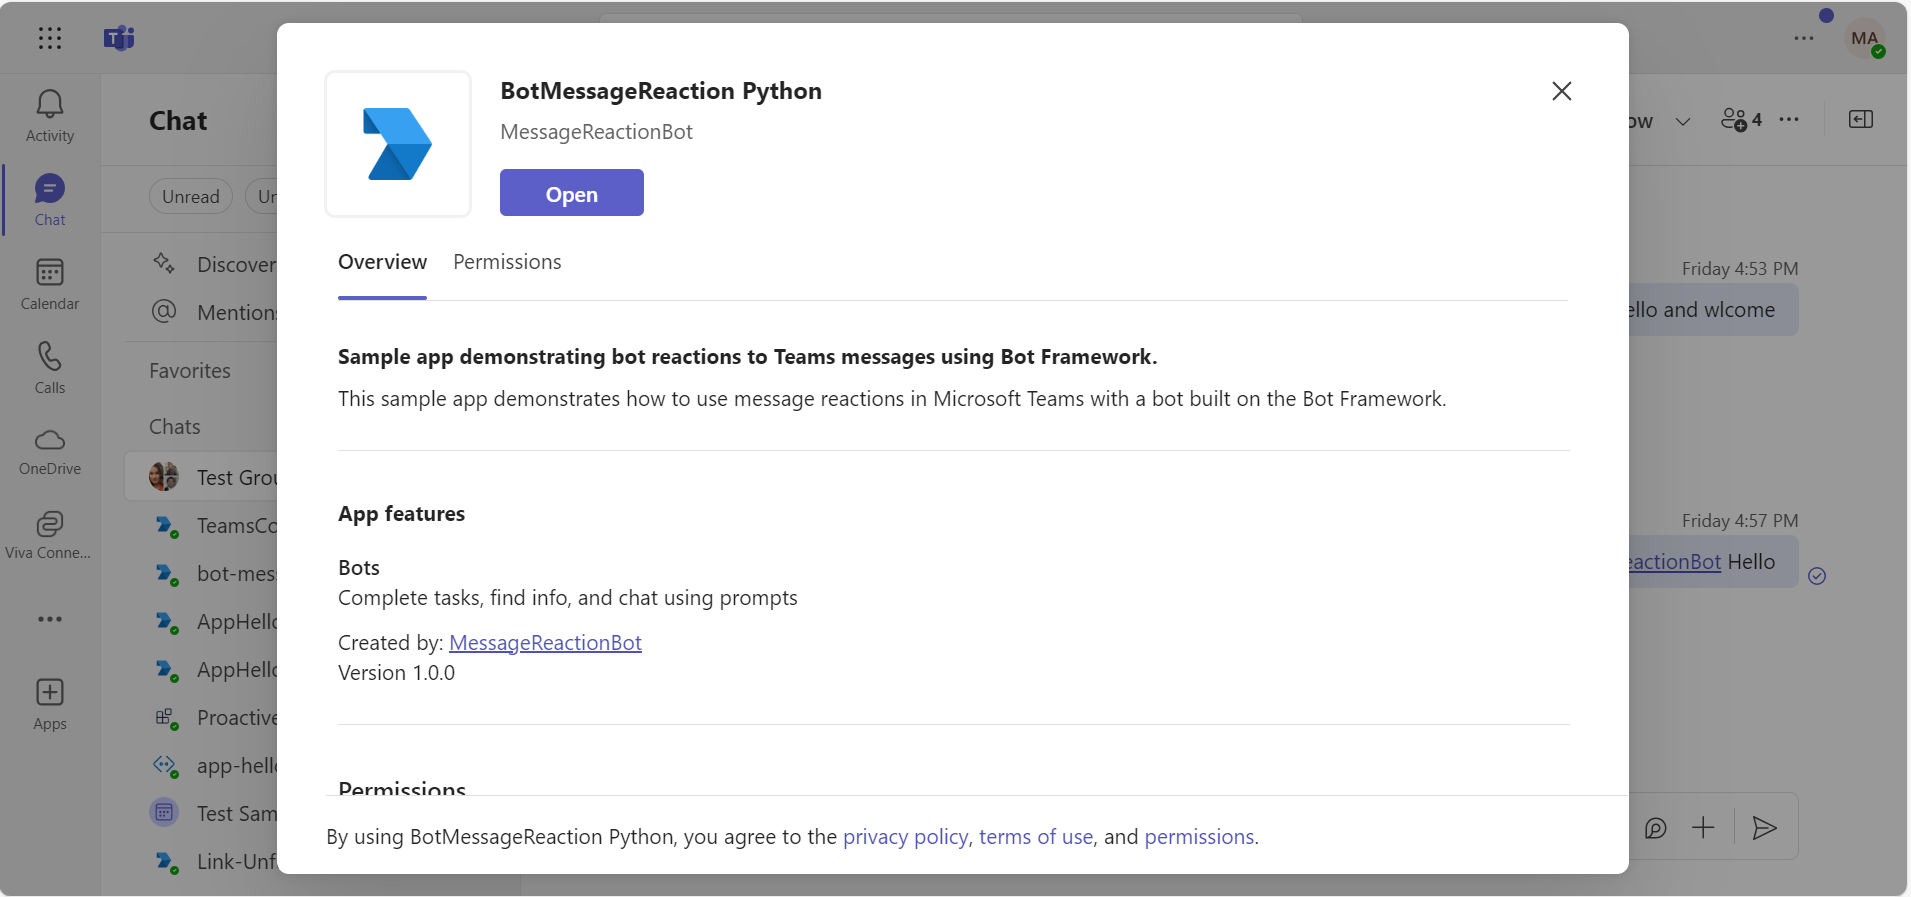 MA
BotMessageReaction Python
MessageReactionBot
Open
Overview
Permissions
Sample app demonstrating bot reactions to Teams messages using Bot Framework.
This sample app demonstrates how to use message reactions in Microsoft Teams with a bot built on the Bot Framework.
App features
Bots
Complete tasks, find info, and chat using prompts
Created by: MessageReactionBot
Version 1.0.0
Permissions
By using BotMessageReaction Python, you agree to the privacy policy, terms of use, and permissions.
Activity
Chat
Calendar
Calls
OneDrive
Viva Conne...
Apps
Chat
Unread
Discover
Mention
Favorites
Chats
Test Grou
TeamsCo
bot-mes
AppHello
AppHello
Proactive
app-hell
Test Sam
Link-Unf
ow
4
Friday 4:53 PM
ello and wlcome
Friday 4:57 PM
eactionBot Hello